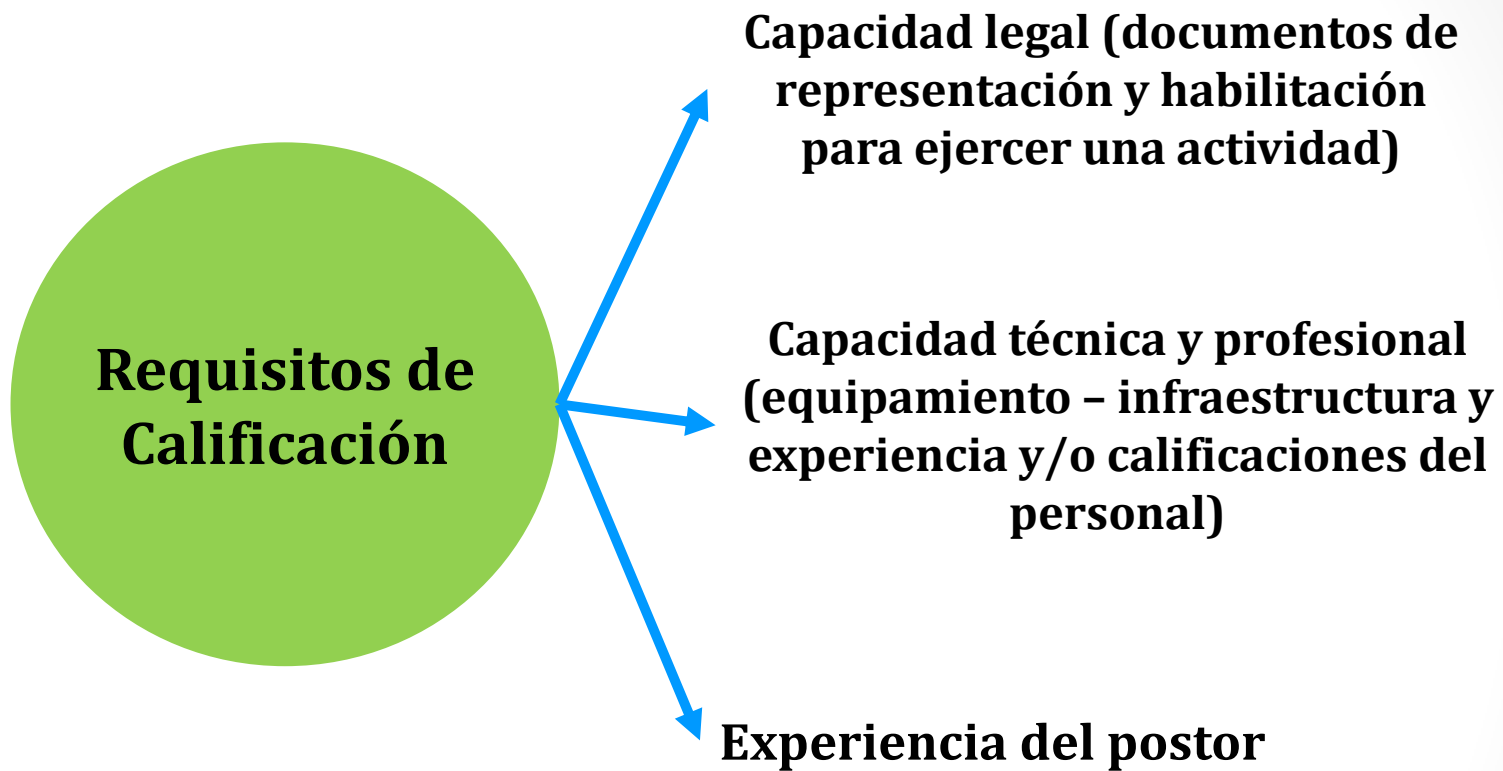 Capacidad legal (documentos de
representación y habilitación
para ejercer una actividad)
Requisitos de
Calificación
Capacidad técnica y profesional
(equipamiento – infraestructura y
experiencia y/o calificaciones del
personal)
Experiencia del postor